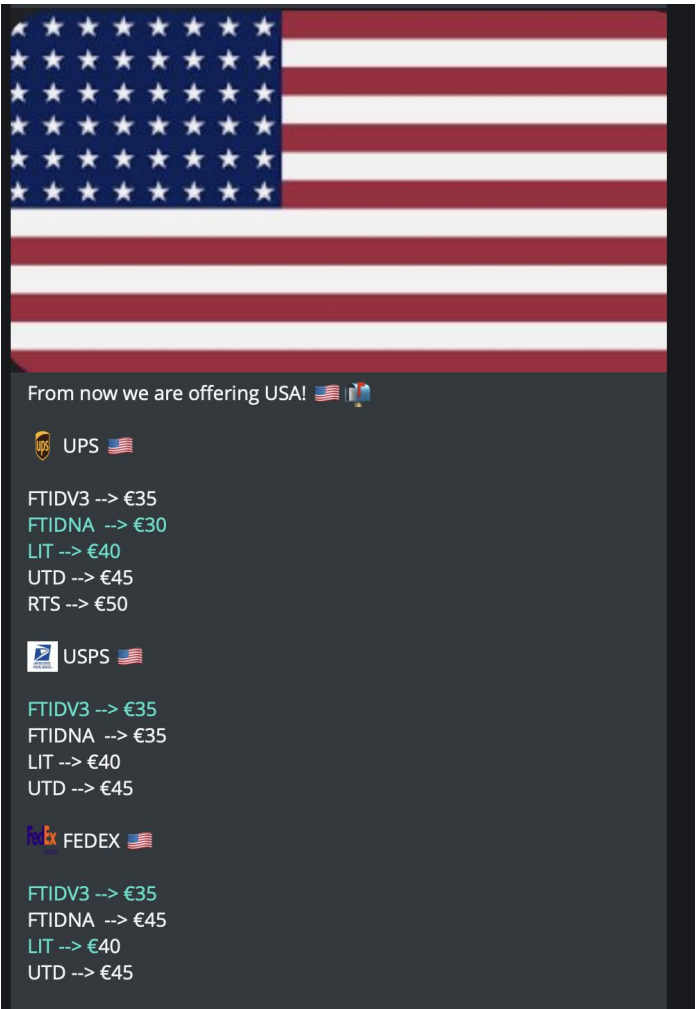 From now we are offering USA! 🇺🇸 📬
UPS 🇺🇸
FTIDV3 --> €35
FTIDNA --> €30
LIT --> €40
UTD --> €45
RTS --> €50
USPS 🇺🇸
FTIDV3 --> €35
FTIDNA --> €35
LIT --> €40
UTD --> €45
FedEx FEDEX 🇺🇸
FTIDV3 --> €35
FTIDNA --> €45
LIT --> €40
UTD --> €45